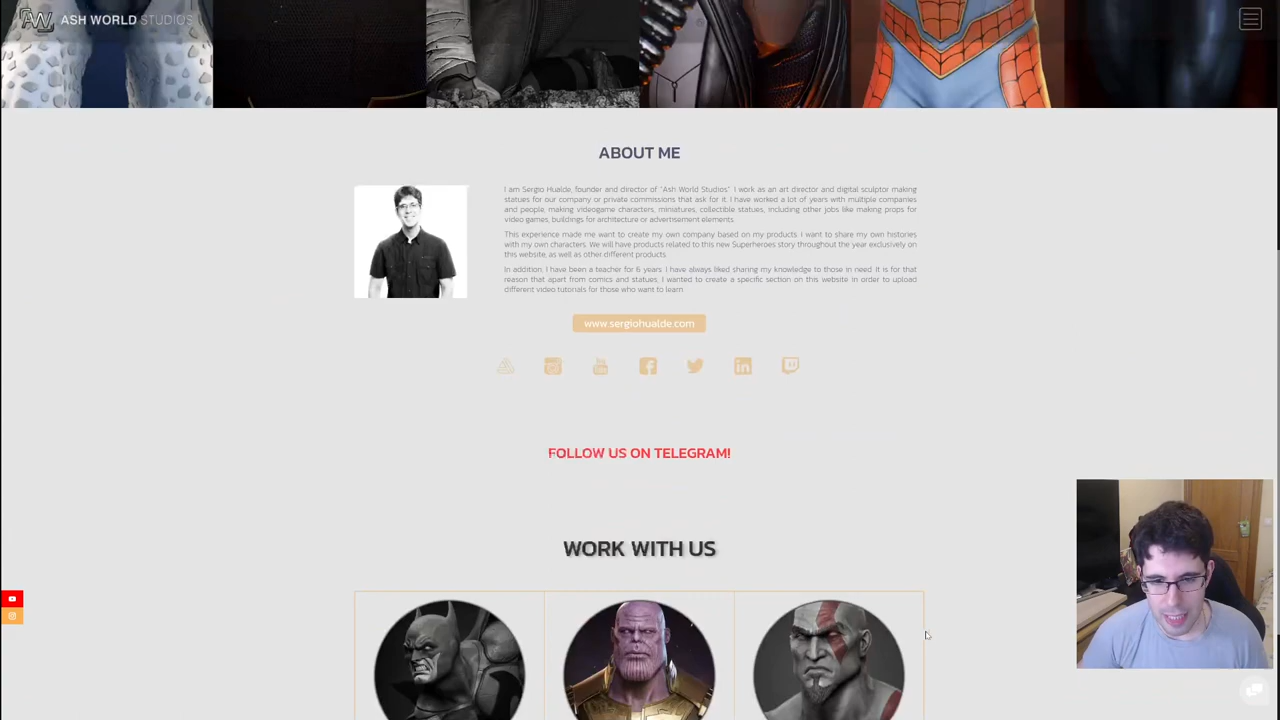 ASH WORLD STUDIOS
ABOUT ME
I am Sergio Hualde, founder and director of "Ash World Studios". I work as an art director and digital sculptor making
statues for our company or private commissions that ask for it. I have worked a lot of years with multiple companies
and people, making videogame characters, miniatures, collectible statues, including other jobs like making props for
video games, buildings for architecture or advertisement elements.
This experience made me want to create my own company based on my products. I want to share my own histories
with my own characters. We will have products related to this new Superheroes story throughout the year exclusively on
this website, as well as other different products.
In addition, I have been a teacher for 6 years. I have always liked sharing my knowledge to those in need. It is for that
reason that apart from comics and statues, I wanted to create a specific section on this website in order to upload
different video tutorials for those who want to learn.
www.sergiohualde.com
FOLLOW US ON TELEGRAM!
WORK WITH US